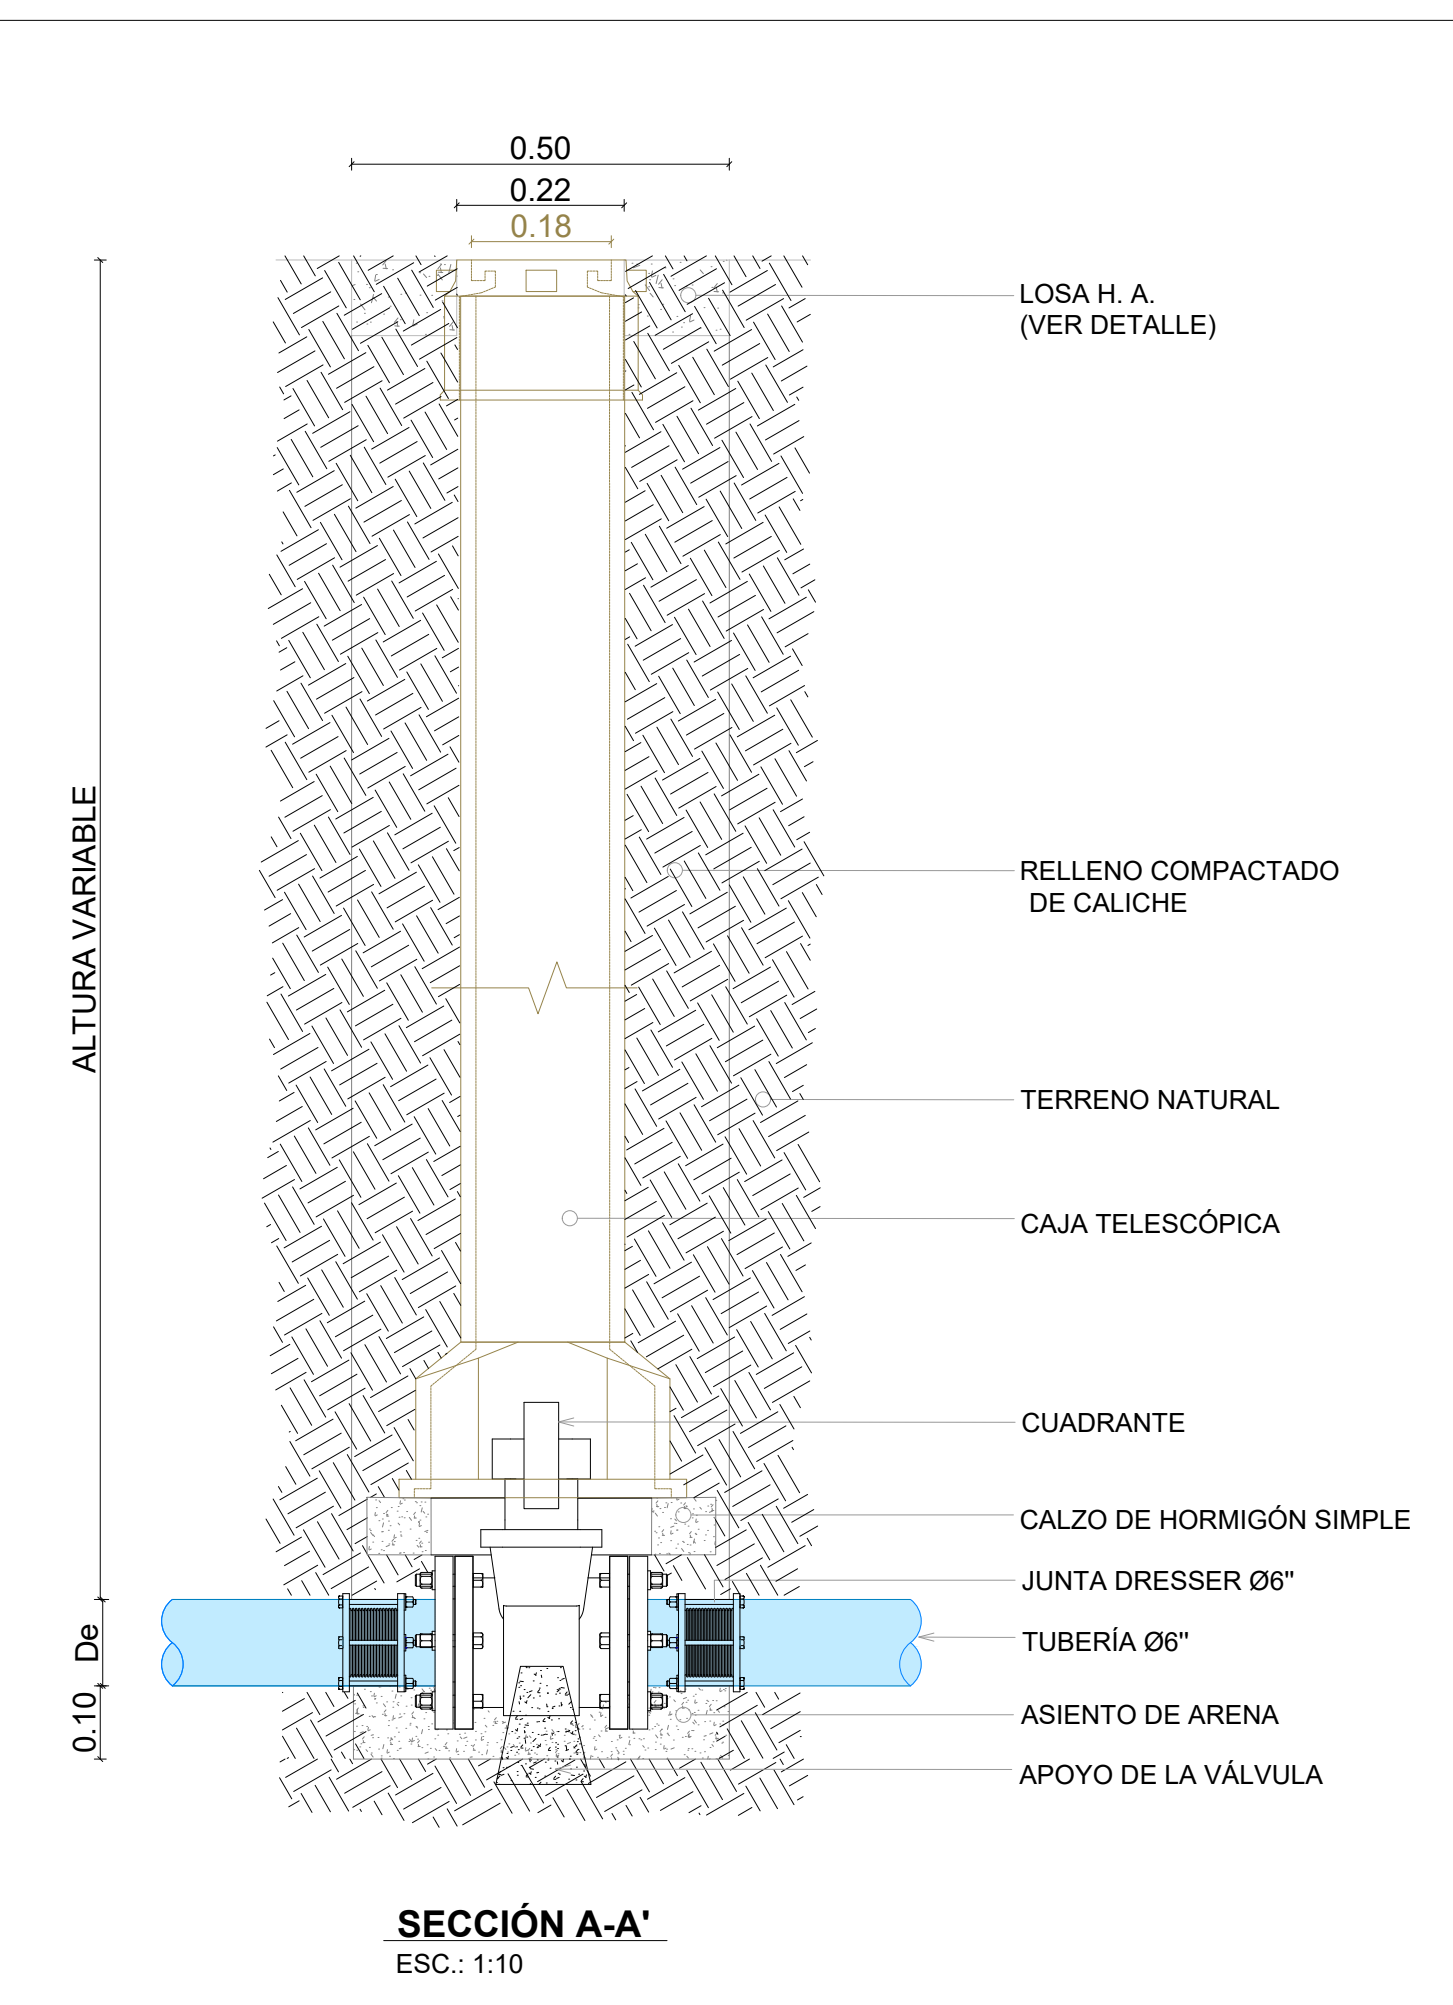 0.50
0.22
0.18
LOSA H. A.
(VER DETALLE)
RELLENO COMPACTADO
DE CALICHE
ALTURA VARIABLE
TERRENO NATURAL
CAJA TELESCÓPICA
CUADRANTE
CALZO DE HORMIGÓN SIMPLE
JUNTA DRESSER Ø6"
De
TUBERÍA Ø6"
0.10
ASIENTO DE ARENA
APOYO DE LA VÁLVULA
SECCIÓN A-A'
ESC.: 1:10